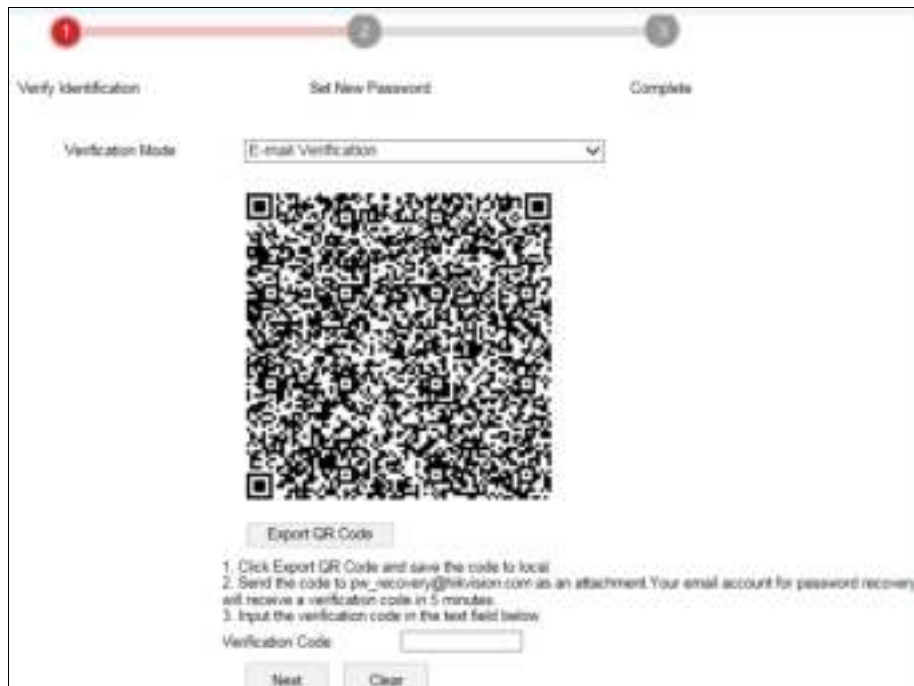 1 2 3
Verify Identification Set New Password Complete
Verification Mode E-mail Verification
Export QR Code
1. Click Export QR Code and save the code to local
2. Send the code to pw_recovery@hikvision.com as an attachment.Your email account for password recovery
will receive a verification code in 5 minutes.
3. Input the verification code in the text field below
Verification Code
Next Clear